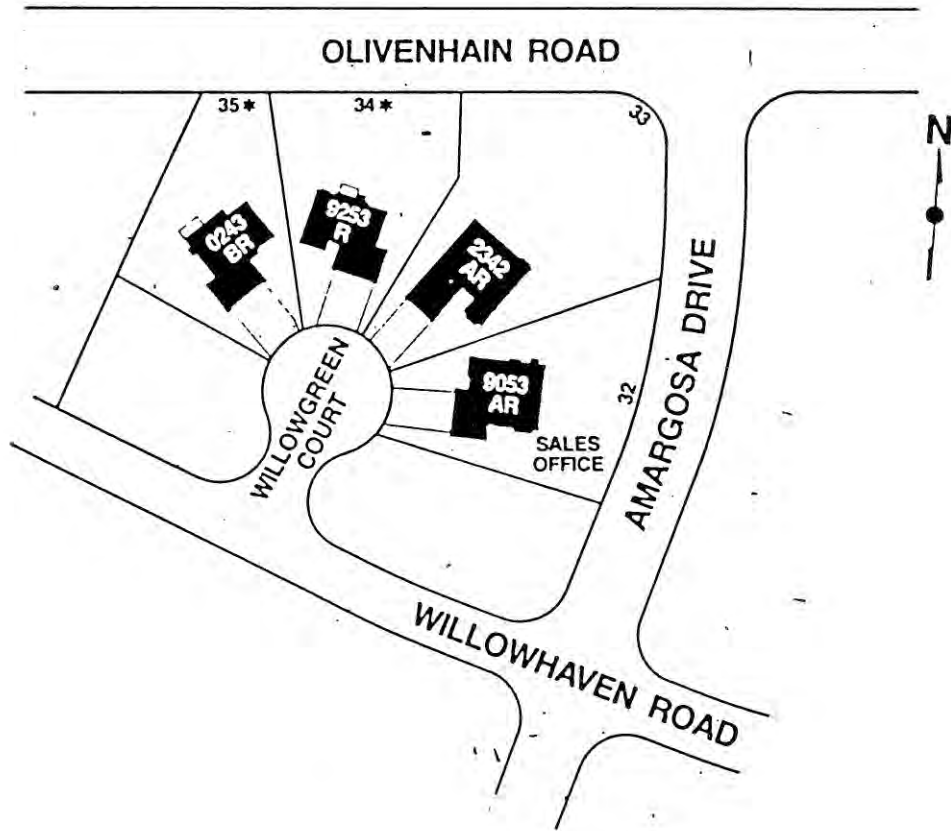 OLIVENHAIN ROAD
35*
34*
33
N
0243
BR
9253
R
2342
AR
9053
AR
32
SALES
OFFICE
WILLOWGREEN
COURT
AMARGOSA DRIVE
WILLOWHAVEN ROAD